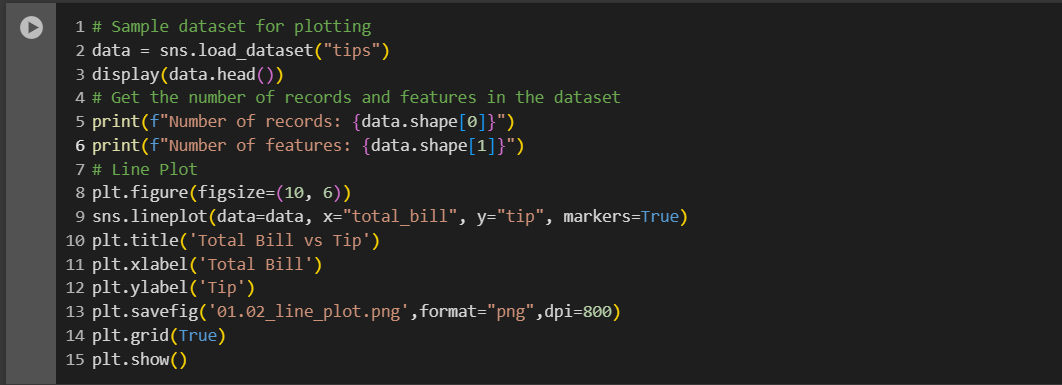 1 # Sample dataset for plotting
2 data = sns.load_dataset("tips")
3 display(data.head())
4 # Get the number of records and features in the dataset
5 print(f"Number of records: {data.shape[0]}")
6 print(f"Number of features: {data.shape[1]}")
7 # Line Plot
8 plt.figure(figsize=(10, 6))
9 sns.lineplot(data=data, x="total_bill", y="tip", markers=True)
10 plt.title('Total Bill vs Tip')
11 plt.xlabel('Total Bill')
12 plt.ylabel('Tip')
13 plt.savefig('01.02_line_plot.png',format="png",dpi=800)
14 plt.grid(True)
15 plt.show()